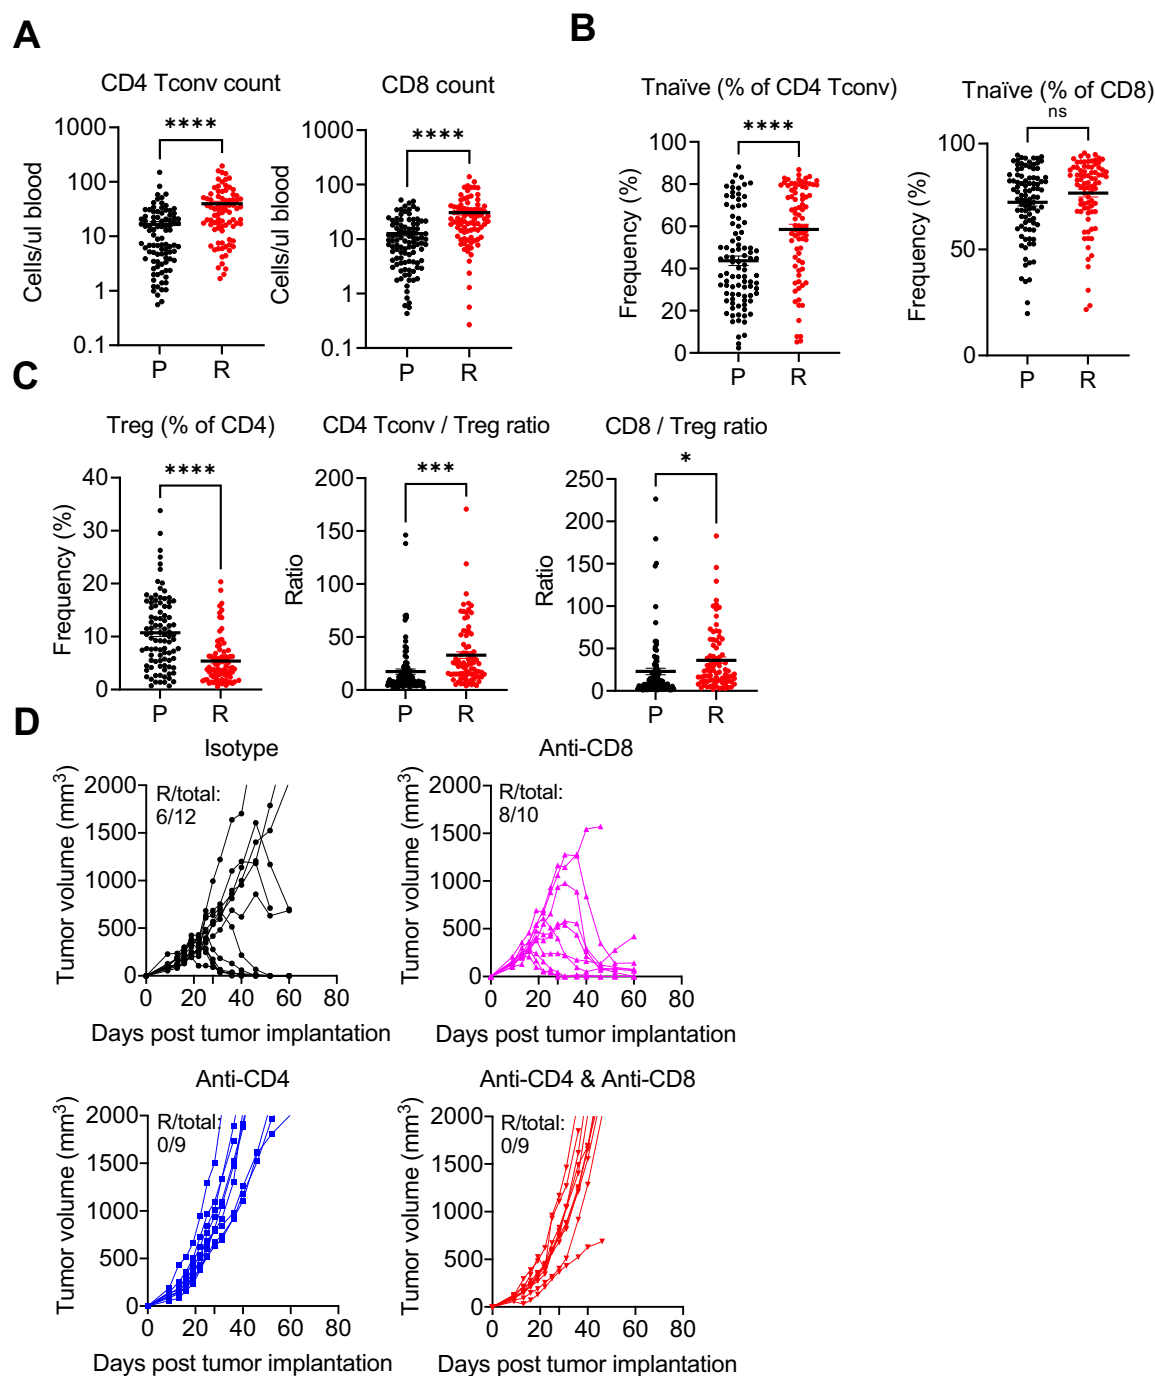 A
B
CD4 Tconv count
CD8 count
Tnaïve (% of CD4 Tconv)
Tnaïve (% of CD8)
Cells/ul blood
1000
100
10
1
0.1
****
P
R
Cells/ul blood
1000
100
10
1
0.1
****
P
R
Frequency (%)
100
80
60
40
20
0
****
P
R
Frequency (%)
100
50
0
ns
P
R
C
Treg (% of CD4)
CD4 Tconv / Treg ratio
CD8 / Treg ratio
Frequency (%)
40
30
20
10
0
****
P
R
Ratio
200
150
100
50
0
***
P
R
Ratio
250
200
150
100
50
0
*
P
R
D
Isotype
Tumor volume (mm³)
2000
1500
1000
500
0
R/total:
6/12
0 20 40 60 80
Days post tumor implantation
Anti-CD8
Tumor volume (mm³)
2000
1500
1000
500
0
R/total:
8/10
0 20 40 60 80
Days post tumor implantation
Anti-CD4
Tumor volume (mm³)
2000
1500
1000
500
0
R/total:
0/9
0 20 40 60 80
Days post tumor implantation
Anti-CD4 & Anti-CD8
Tumor volume (mm³)
2000
1500
1000
500
0
R/total:
0/9
0 20 40 60 80
Days post tumor implantation